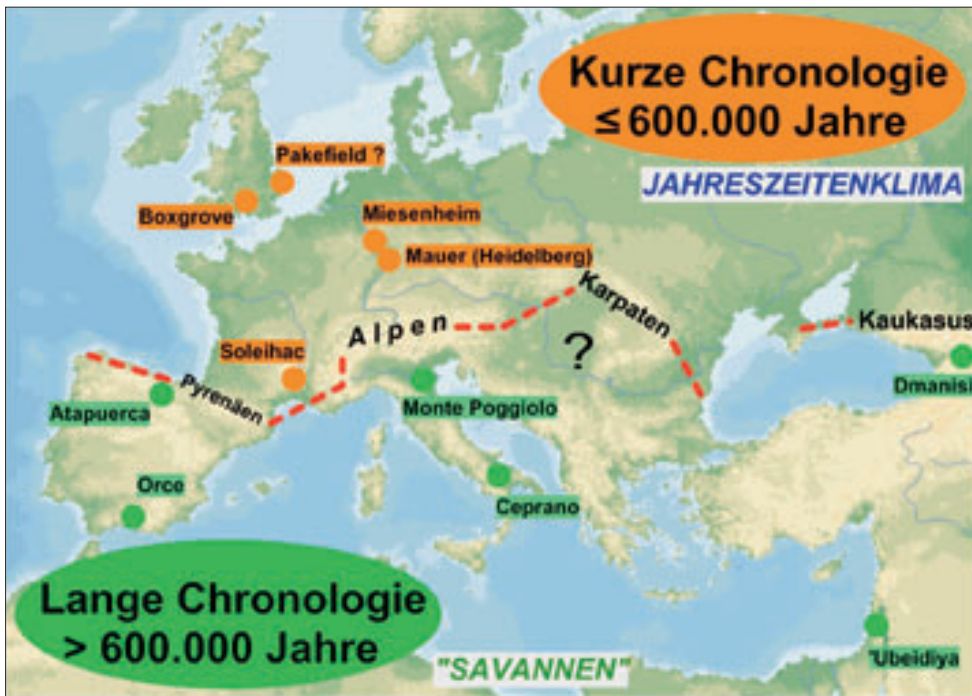 Kurze Chronologie
≤ 600.000 Jahre
JAHRESZEITENKLIMA
Pakefield ?
Boxgrove
Miesenheim
Mauer (Heidelberg)
Karpaten
Alpen
Kaukasus
?
Soleihac
Pyrenäen
Dmanisi
Atapuerca
Monte Poggiolo
Orce
Ceprano
Lange Chronologie
> 600.000 Jahre
"SAVANNEN"
'Ubeidiya